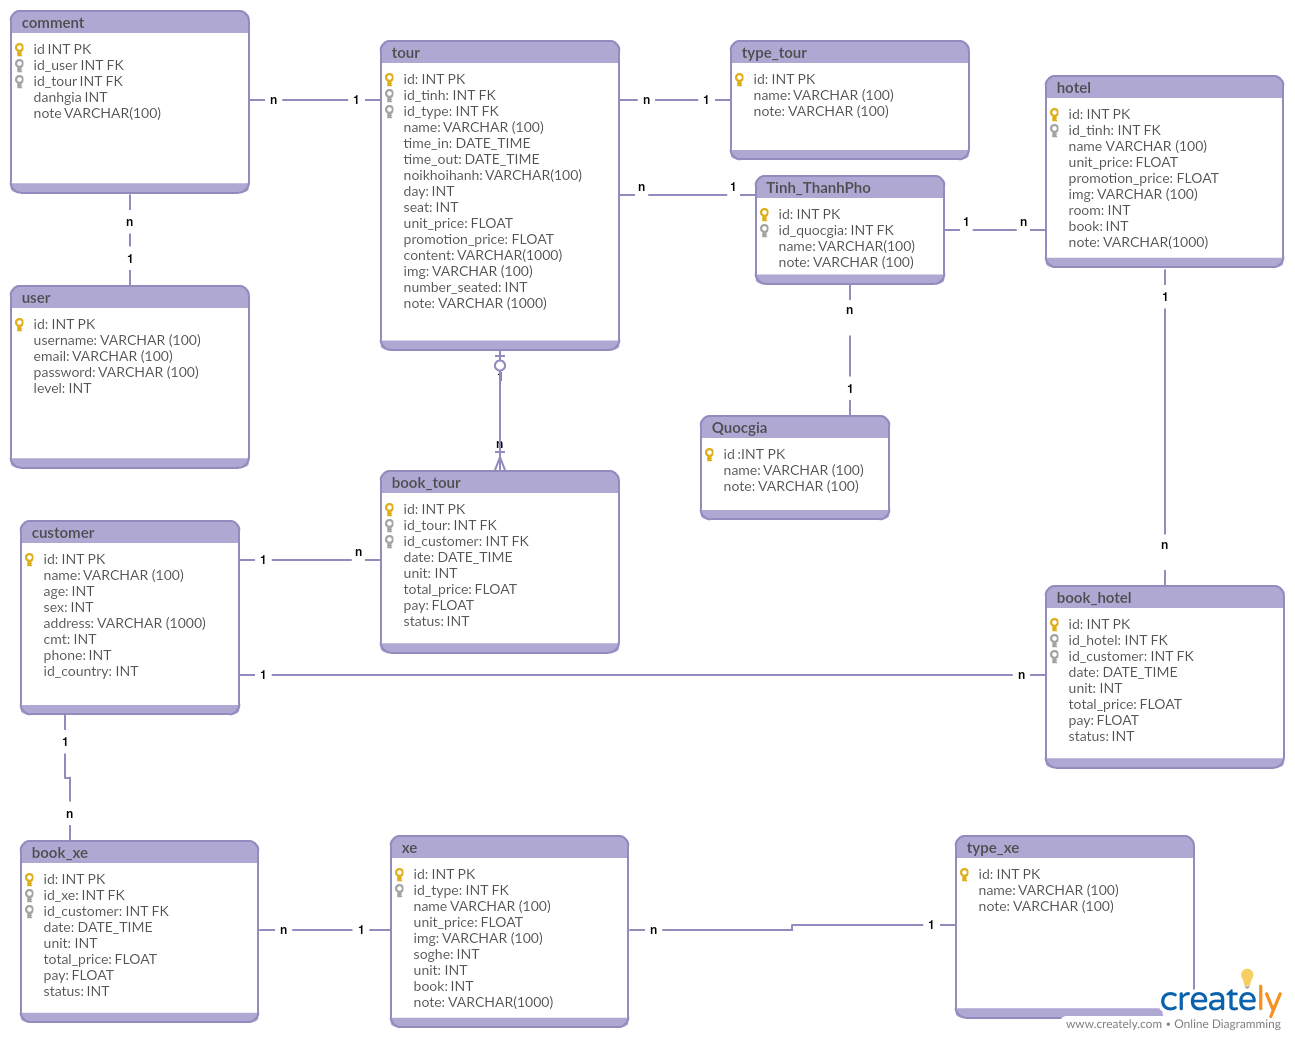 comment
id INT PK
id_user INT FK
id_tour INT FK
danhgia INT
note VARCHAR(100)
n
1
tour
id: INT PK
id_tinh: INT FK
id_type: INT FK
name: VARCHAR (100)
time_in: DATE_TIME
time_out: DATE_TIME
noikhoihanh: VARCHAR(100)
day: INT
seat: INT
unit_price: FLOAT
promotion_price: FLOAT
content: VARCHAR(1000)
img: VARCHAR (100)
number_seated: INT
note: VARCHAR (1000)
n
1
type_tour
id: INT PK
name: VARCHAR (100)
note: VARCHAR (100)
n
1
Tinh_ThanhPho
id: INT PK
id_quocgia: INT FK
name: VARCHAR(100)
note: VARCHAR (100)
1
n
hotel
id: INT PK
id_tinh: INT FK
name VARCHAR (100)
unit_price: FLOAT
promotion_price: FLOAT
img: VARCHAR (100)
room: INT
book: INT
note: VARCHAR(1000)
n
1
user
id: INT PK
username: VARCHAR (100)
email: VARCHAR (100)
password: VARCHAR (100)
level: INT
1
n
n
1
Quocgia
id :INT PK
name: VARCHAR (100)
note: VARCHAR (100)
1
n
book_tour
id: INT PK
id_tour: INT FK
id_customer: INT FK
date: DATE_TIME
unit: INT
total_price: FLOAT
pay: FLOAT
status: INT
customer
id: INT PK
name: VARCHAR (100)
age: INT
sex: INT
address: VARCHAR (1000)
cmt: INT
phone: INT
id_country: INT
1
n
1
n
book_hotel
id: INT PK
id_hotel: INT FK
id_customer: INT FK
date: DATE_TIME
unit: INT
total_price: FLOAT
pay: FLOAT
status: INT
1
n
book_xe
id: INT PK
id_xe: INT FK
id_customer: INT FK
date: DATE_TIME
unit: INT
total_price: FLOAT
pay: FLOAT
status: INT
n
1
xe
id: INT PK
id_type: INT FK
name VARCHAR (100)
unit_price: FLOAT
img: VARCHAR (100)
soghe: INT
unit: INT
book: INT
note: VARCHAR(1000)
n
1
type_xe
id: INT PK
name: VARCHAR (100)
note: VARCHAR (100)
creately
www.creately.com • Online Diagramming